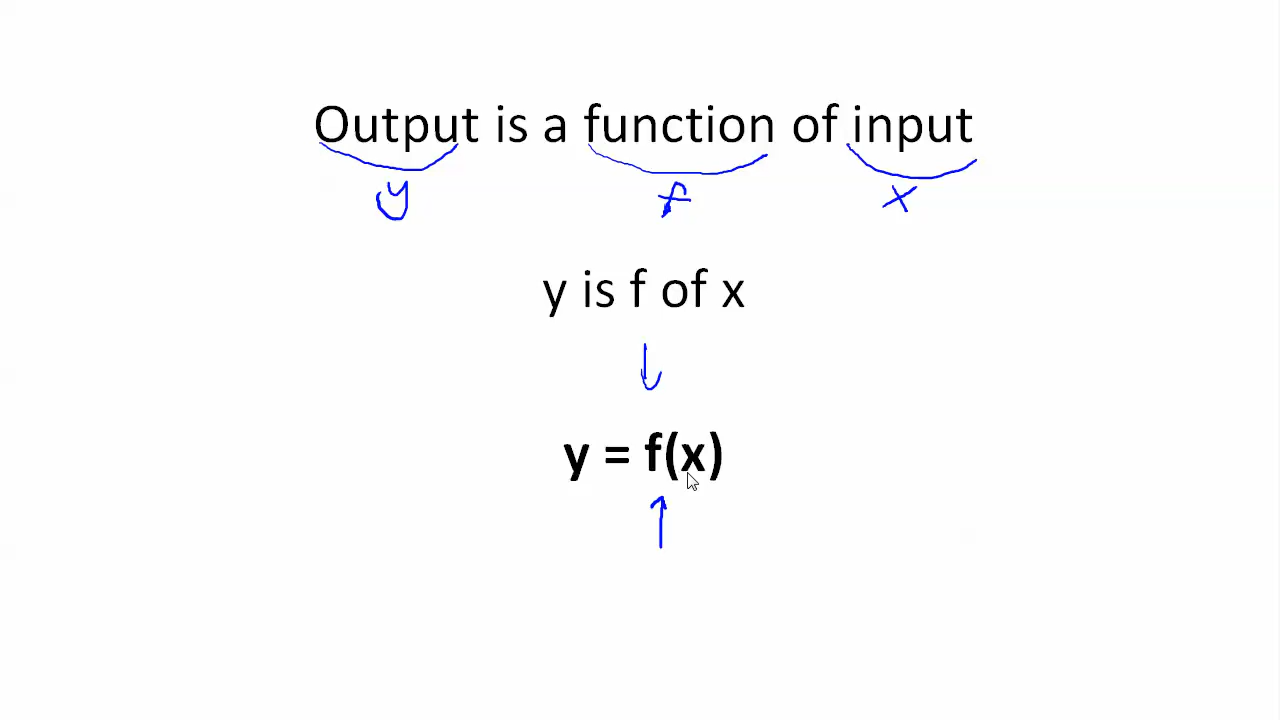 Output is a function of input
y f x
y is f of x
y = f(x)